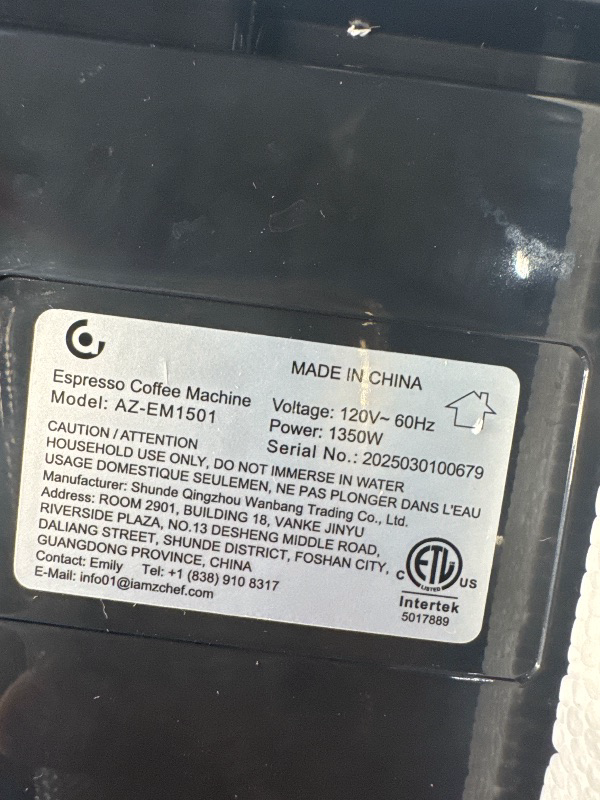 MADE IN CHINA
Espresso Coffee Machine
Model: AZ-EM1501
Voltage: 120V~ 60Hz
Power: 1350W
Serial No.: 2025030100679
CAUTION / ATTENTION
HOUSEHOLD USE ONLY, DO NOT IMMERSE IN WATER
USAGE DOMESTIQUE SEULEMEN, NE PAS PLONGER DANS L'EAU
Manufacturer: Shunde Qingzhou Wanbang Trading Co., Ltd.
Address: ROOM 2901, BUILDING 18, VANKE JINYU
RIVERSIDE PLAZA, NO.13 DESHENG MIDDLE ROAD,
DALIANG STREET, SHUNDE DISTRICT, FOSHAN CITY,
GUANGDONG PROVINCE, CHINA
Contact: Emily Tel: +1 (838) 910 8317
E-Mail: info01@iamzchef.com
ETL
LISTED
C US
Intertek
5017889